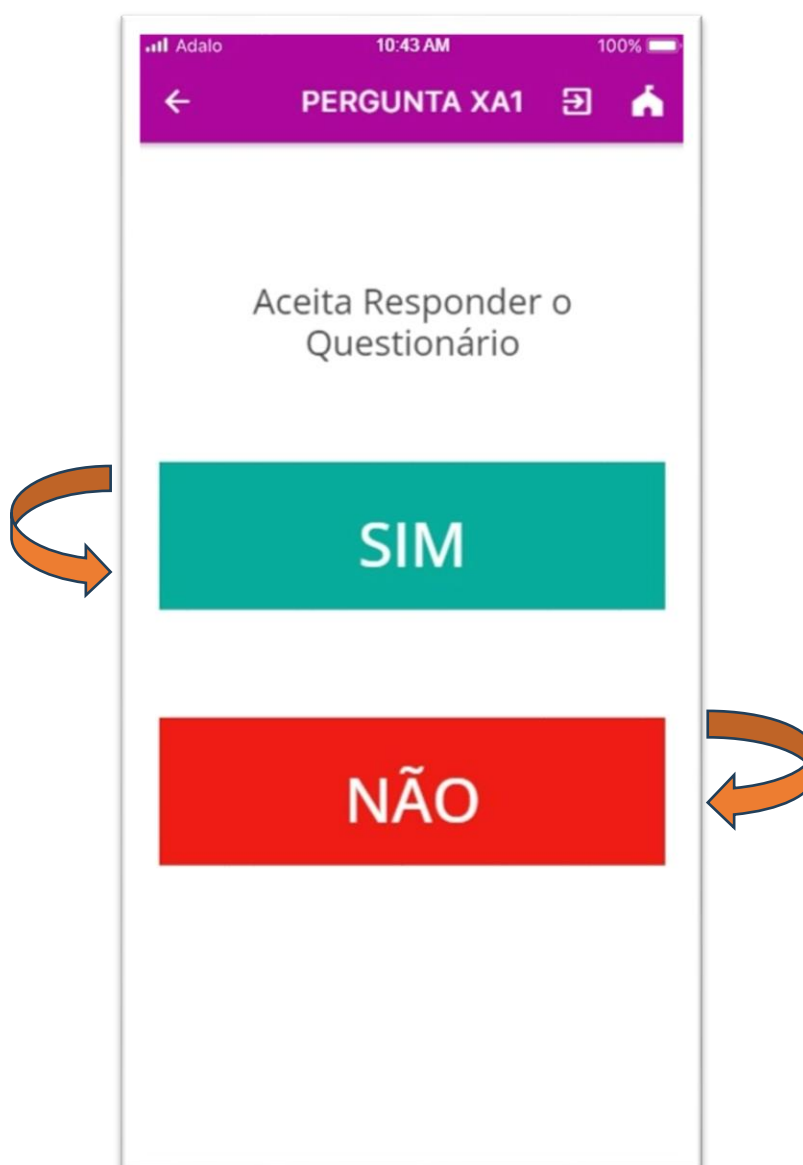 Adalo 10:43 AM 100%
PERGUNTA XA1
Aceita Responder o
Questionário
SIM
NÃO